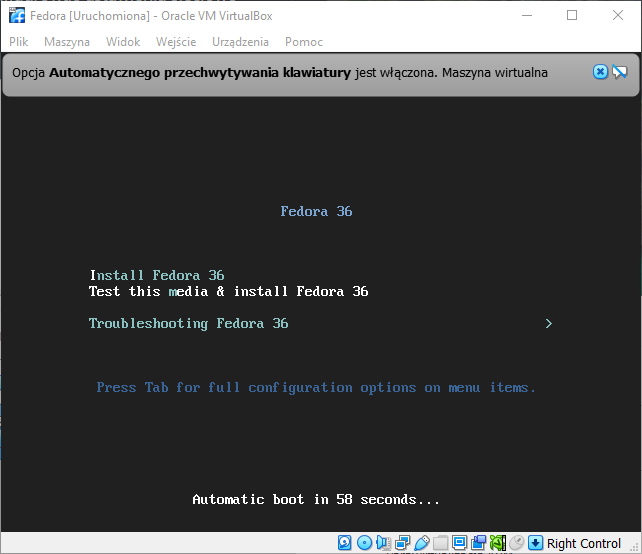 Fedora [Uruchomiona] - Oracle VM VirtualBox
Plik Maszyna Widok Wejście Urządzenia Pomoc
Opcja Automatycznego przechwytywania klawiatury jest włączona. Maszyna wirtualna
Fedora 36
Install Fedora 36
Test this media & install Fedora 36
Troubleshooting Fedora 36 >
Press Tab for full configuration options on menu items.
Automatic boot in 58 seconds...
Right Control